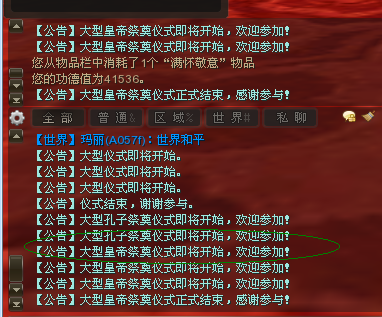 【公告】大型皇帝祭奠仪式即将开始，欢迎参加！
【公告】大型皇帝祭奠仪式即将开始，欢迎参加！
您从物品栏中消耗了1个“满怀敬意”物品
您的功德值为41536。
【公告】大型皇帝祭奠仪式正式结束，感谢参与！
全部 普通& 区域% 世界# 私聊
【世界】玛丽(A057f)：世界和平
【公告】大型仪式即将开始。
【公告】大型仪式即将开始。
【公告】大型仪式即将开始。
【公告】仪式结束，谢谢参与。
【公告】大型孔子祭奠仪式即将开始，欢迎参加！
【公告】大型孔子祭奠仪式即将开始，欢迎参加！
【公告】大型皇帝祭奠仪式即将开始，欢迎参加！
【公告】大型皇帝祭奠仪式即将开始，欢迎参加！
【公告】大型皇帝祭奠仪式即将开始，欢迎参加！
【公告】大型皇帝祭奠仪式正式结束，感谢参与！